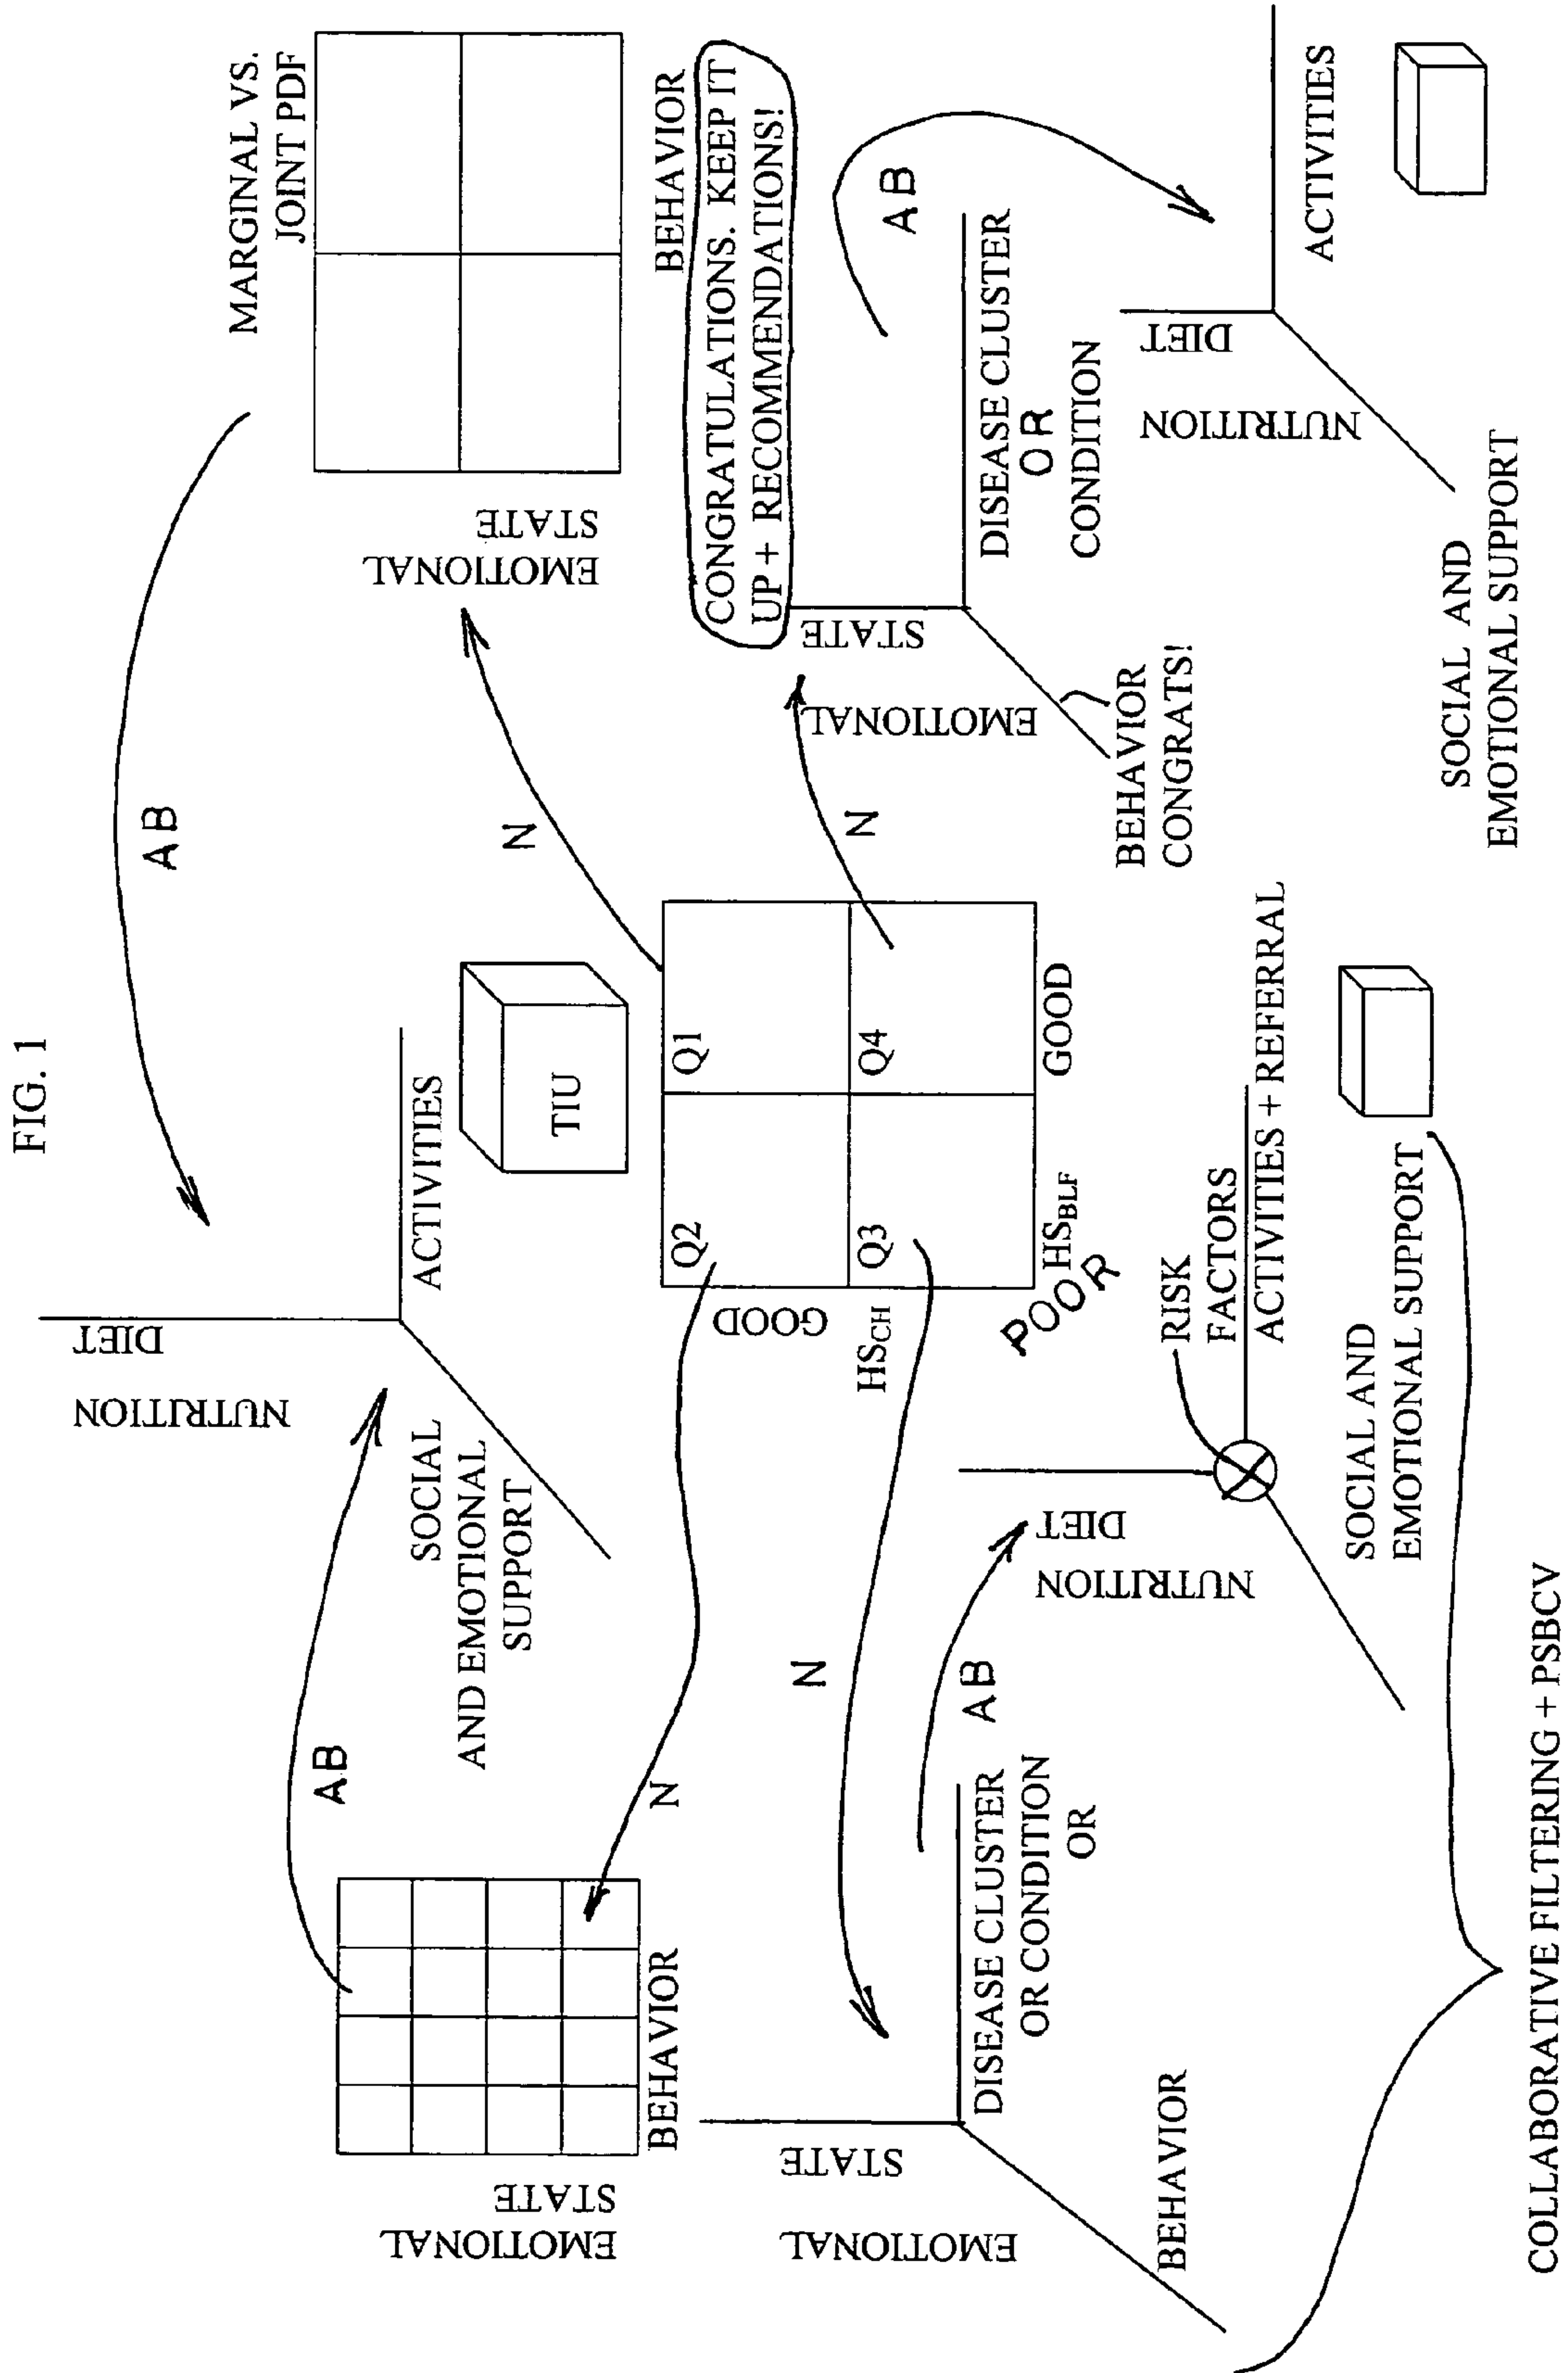 FIG. 1
AB
MARGINAL VS.
JOINT PDF
NUTRITION
DIET
ACTIVITIES
SOCIAL
AND EMOTIONAL
SUPPORT
TIU
AB
EMOTIONAL
STATE
BEHAVIOR
N
N
EMOTIONAL
STATE
BEHAVIOR
Q2
Q1
Q3
Q4
GOOD
HSCH
POOR
HSBLF
GOOD
CONGRATULATIONS. KEEP IT
UP + RECOMMENDATIONS!
N
N
EMOTIONAL
STATE
DISEASE CLUSTER
OR CONDITION
OR
BEHAVIOR
AB
NUTRITION
DIET
RISK
FACTORS
ACTIVITIES + REFERRAL
SOCIAL AND
EMOTIONAL SUPPORT
EMOTIONAL
STATE
DISEASE CLUSTER
OR
CONDITION
BEHAVIOR
CONGRATS!
AB
NUTRITION
DIET
ACTIVITIES
SOCIAL AND
EMOTIONAL SUPPORT
COLLABORATIVE FILTERING + PSBCV